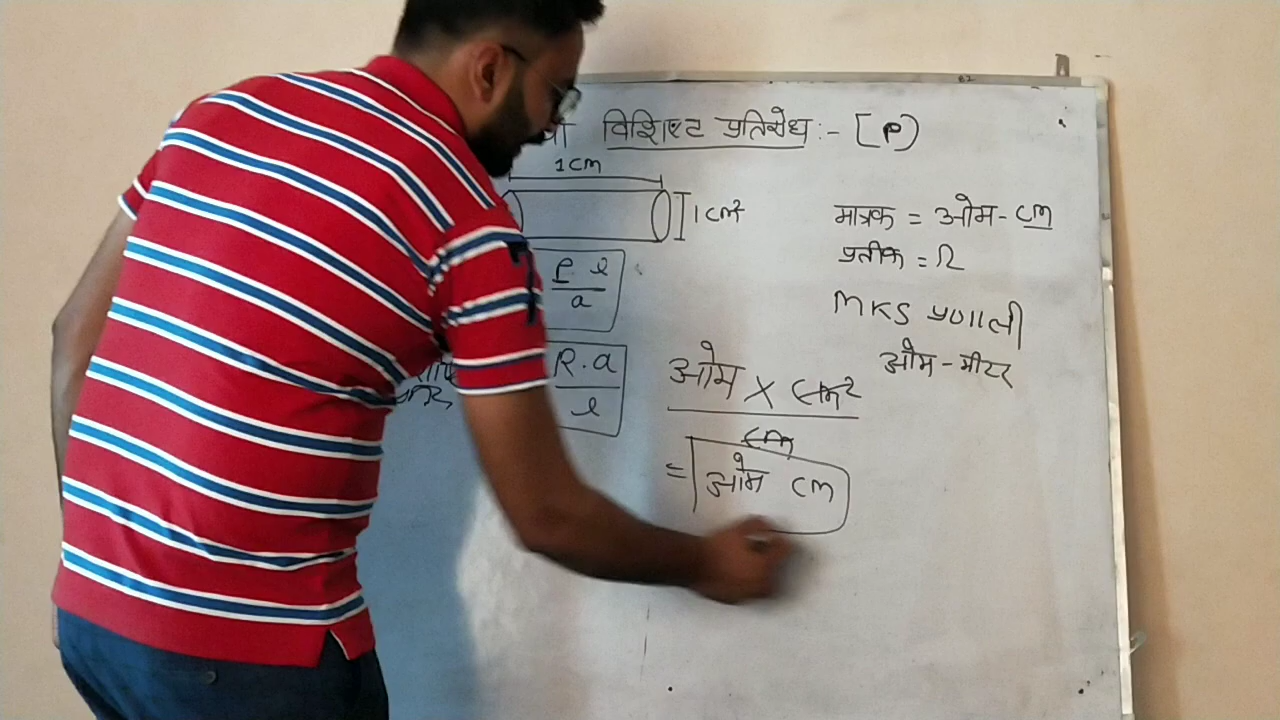 विशिष्ट प्रतिरोध :- [ρ)
1cm
1cm²
मात्रक = ओम-cm
प्रतीक = Ω
ρ l
a
MKS प्रणाली
ओम-मीटर
R.a
l
ओम X cm²
cm
= ओम cm